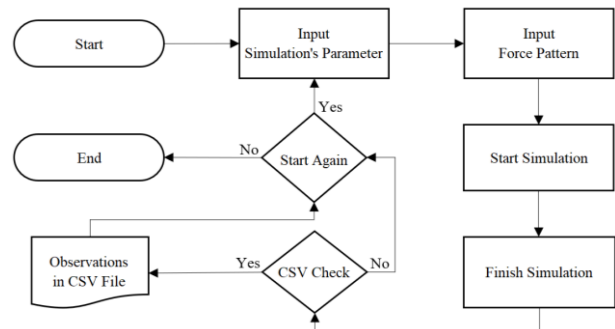 Start
Input
Simulation's Parameter
Input
Force Pattern
Yes
End
No
Start Again
Start Simulation
Observations
in CSV File
Yes
CSV Check
No
Finish Simulation